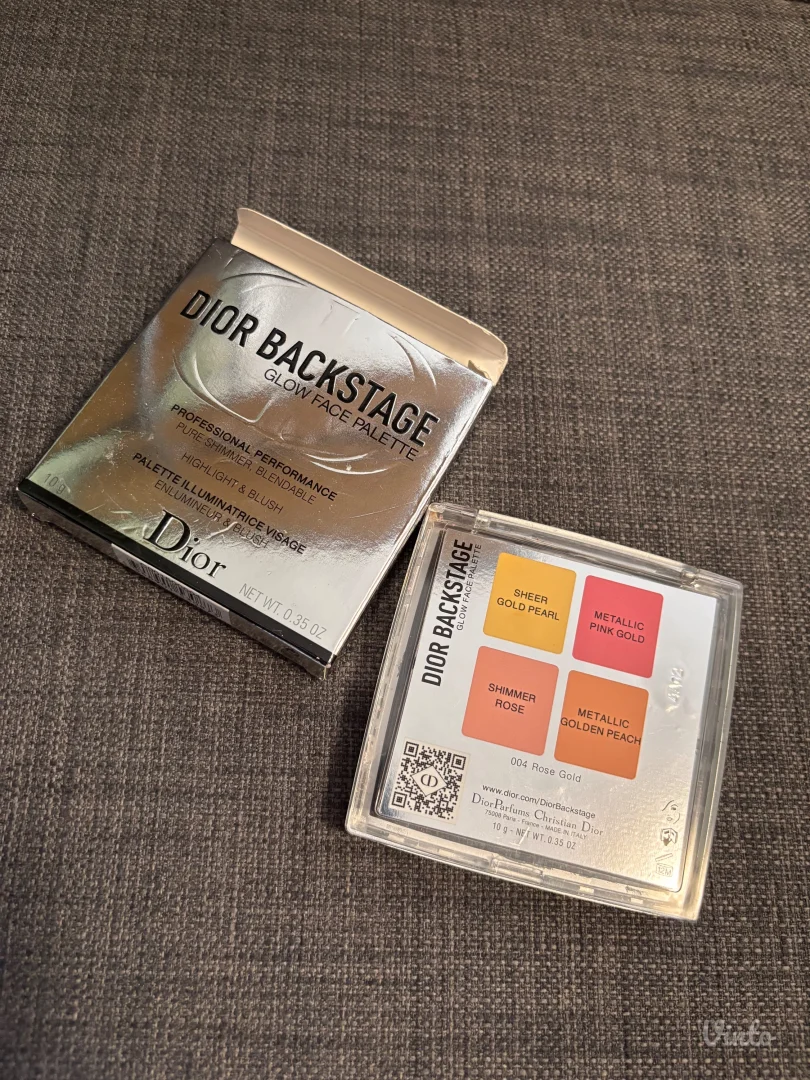 DIOR BACKSTAGE
GLOW FACE PALETTE
PROFESSIONAL PERFORMANCE
PURE SHIMMER, BLENDABLE
HIGHLIGHT & BLUSH
PALETTE ILLUMINATRICE VISAGE
ENLUMINEUR & BLUSH
10 g
Dior
NET WT. 0.35 OZ
DIOR BACKSTAGE
GLOW FACE PALETTE
SHEER
GOLD PEARL
METALLIC
PINK GOLD
SHIMMER
ROSE
METALLIC
GOLDEN PEACH
004 Rose Gold
www.dior.com/DiorBackstage
DiorParfums Christian Dior
75008 Paris - France - MADE IN ITALY
10 g - NET WT. 0.35 OZ
12M